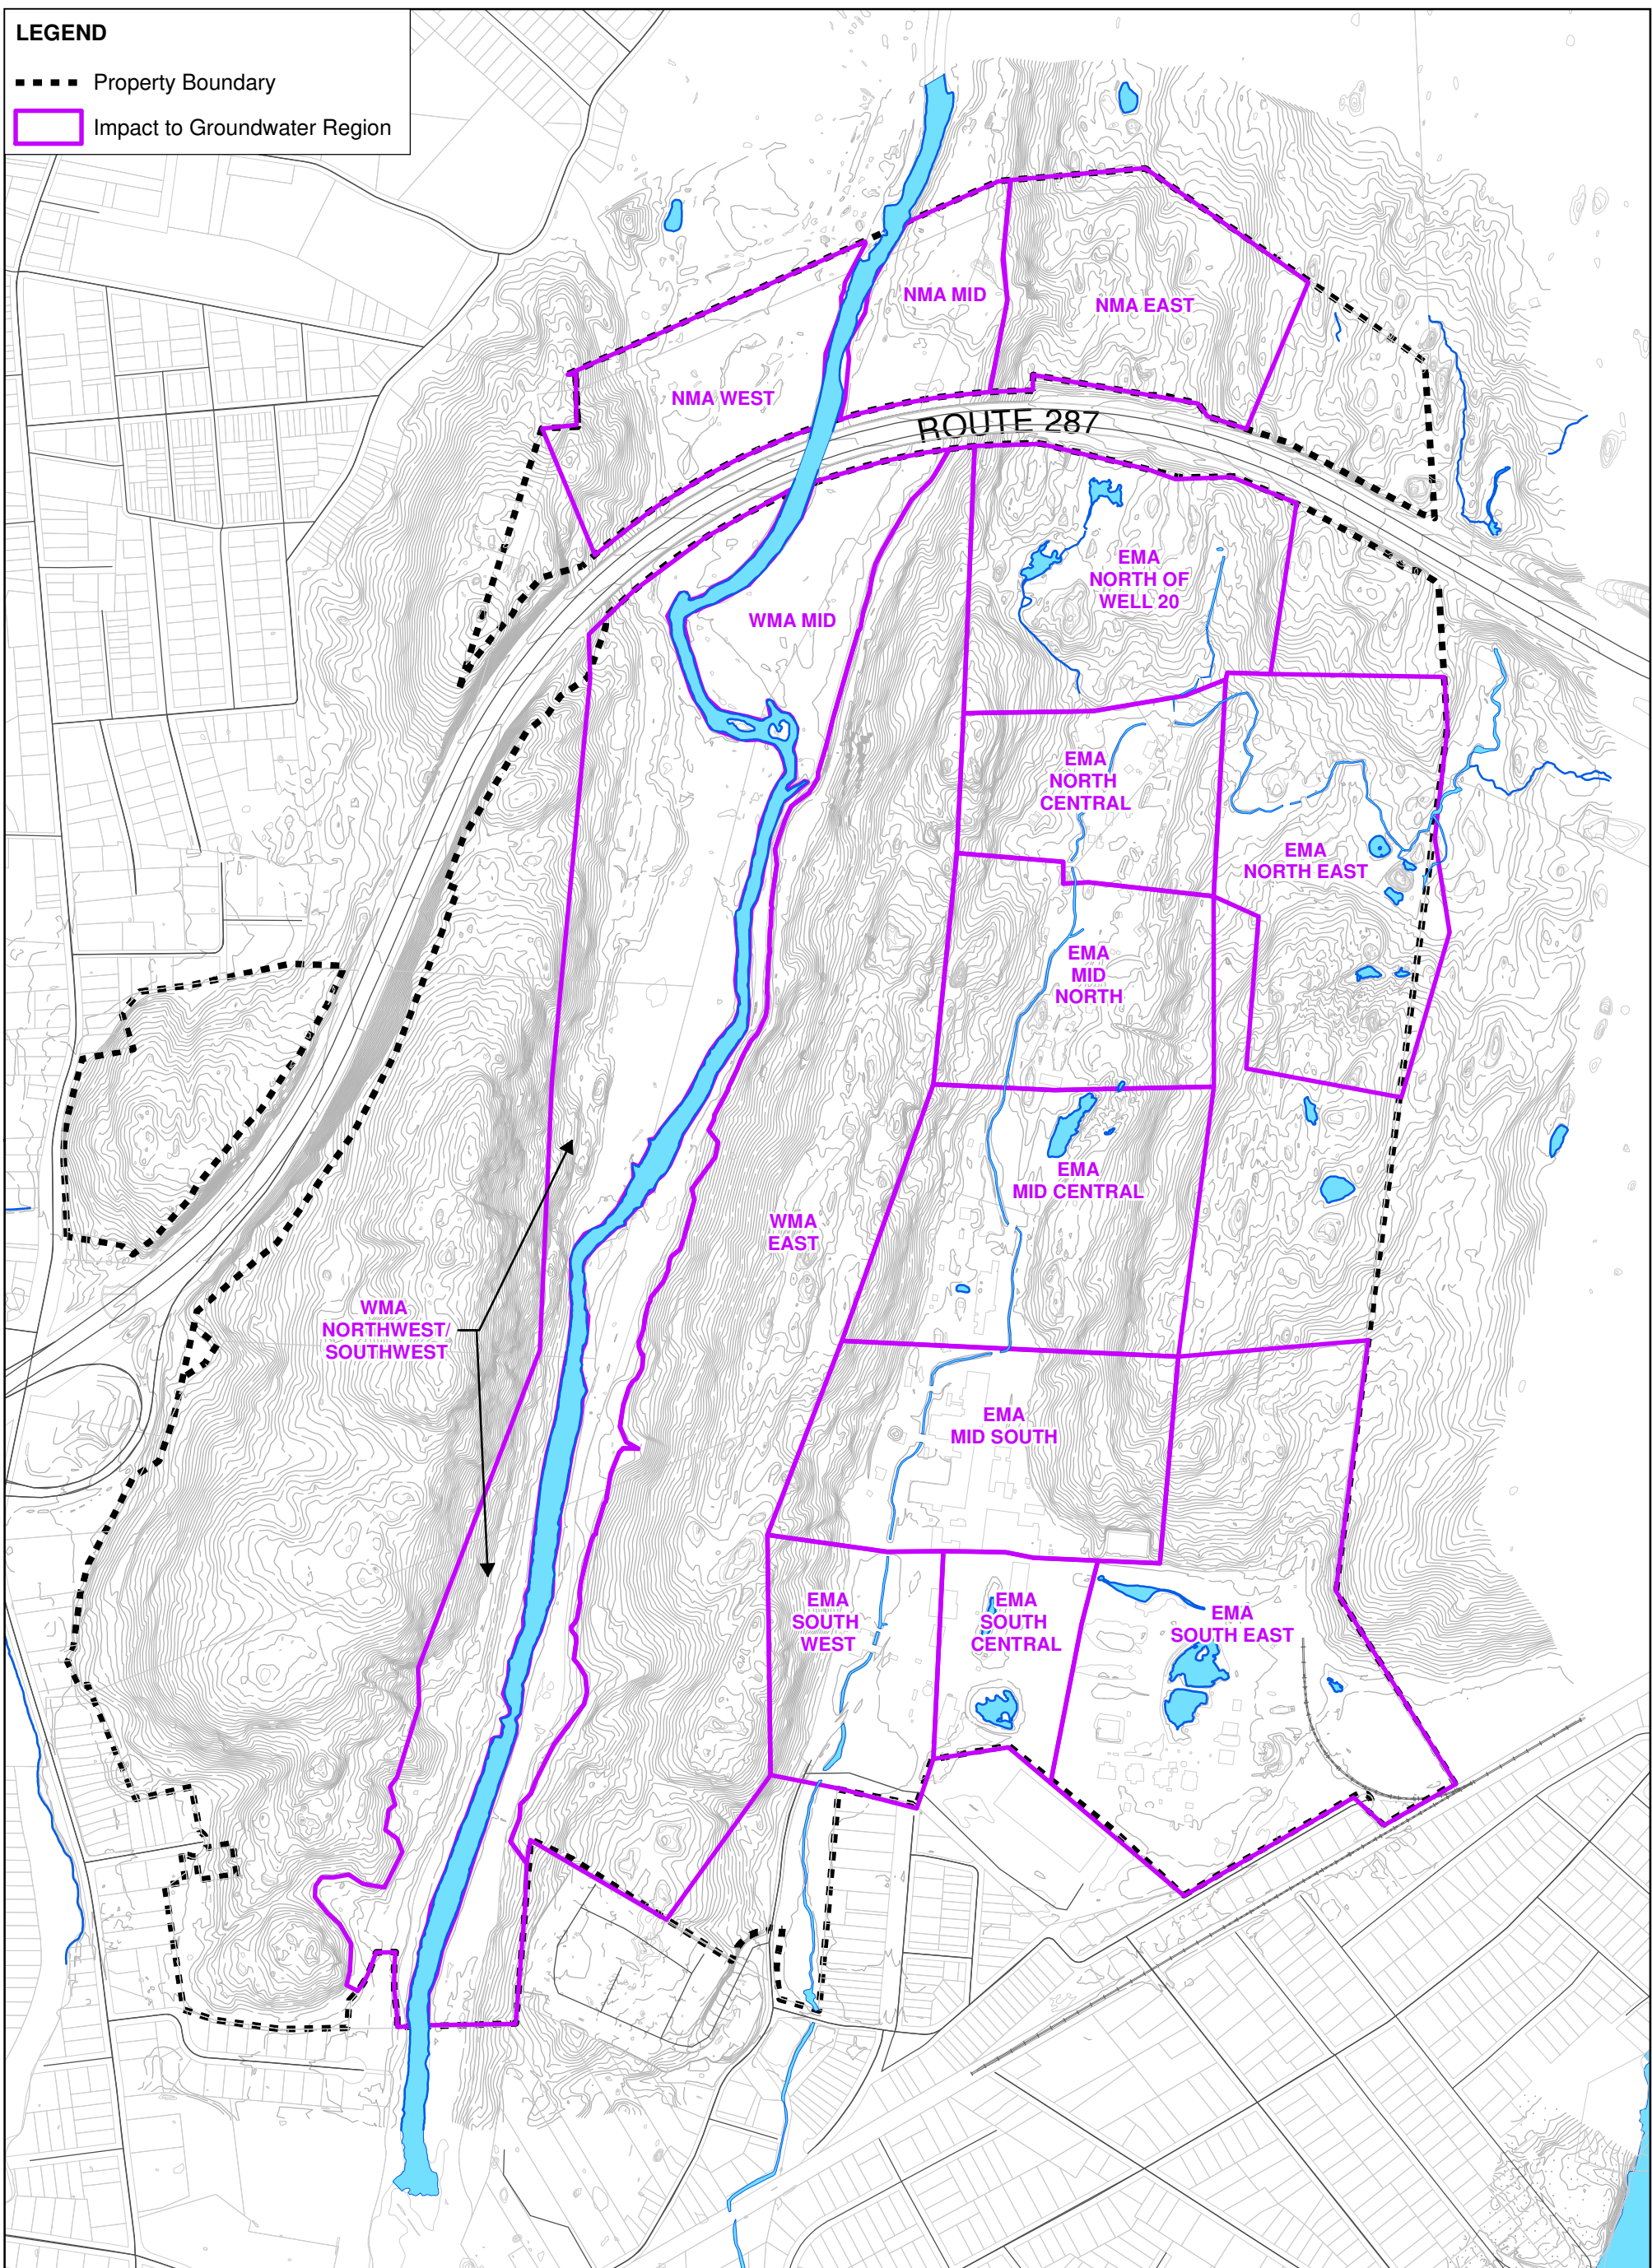 LEGEND
Property Boundary
Impact to Groundwater Region
NMA MID
NMA EAST
NMA WEST
ROUTE 287
EMA
NORTH OF
WELL 20
WMA MID
EMA
NORTH
CENTRAL
EMA
NORTH EAST
EMA
MID
NORTH
EMA
MID CENTRAL
WMA
EAST
WMA
NORTHWEST/
SOUTHWEST
EMA
MID SOUTH
EMA
SOUTH
WEST
EMA
SOUTH
CENTRAL
EMA
SOUTH EAST